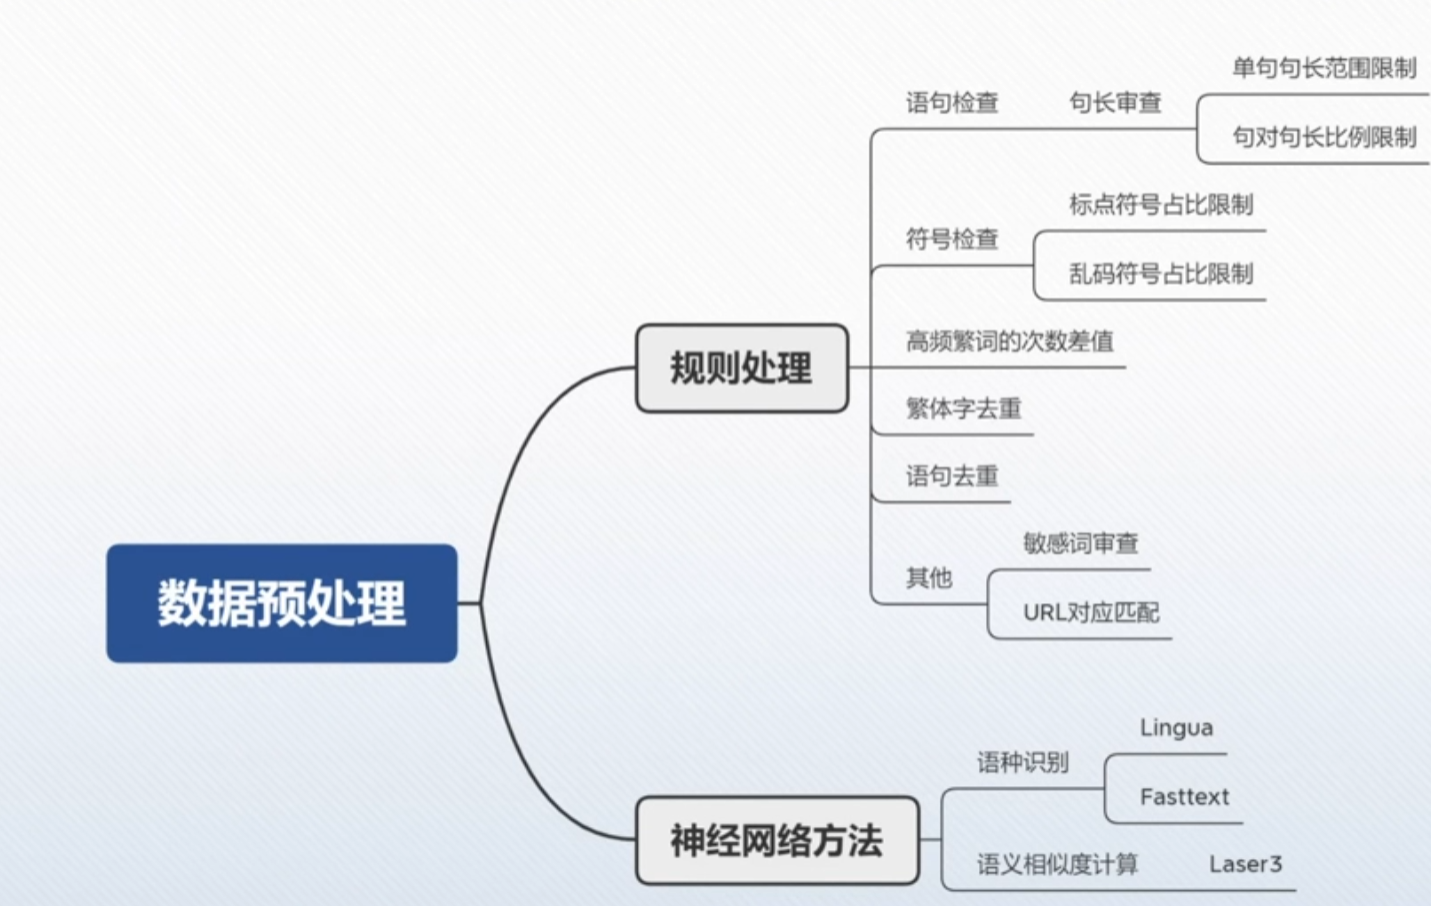 数据预处理
规则处理
语句检查
句长审查
单句句长范围限制
句对句长比例限制
符号检查
标点符号占比限制
乱码符号占比限制
高频繁词的次数差值
繁体字去重
语句去重
其他
敏感词审查
URL对应匹配
神经网络方法
语种识别
Lingua
Fasttext
语义相似度计算
Laser3